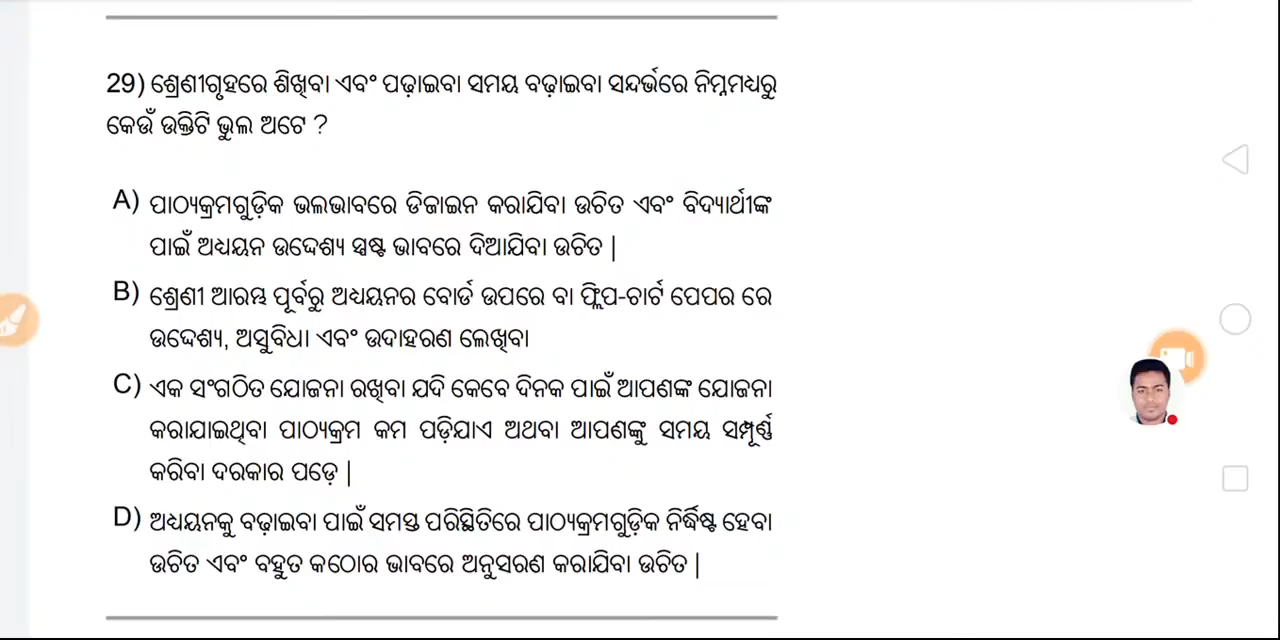 29) ଶ୍ରେଣୀଗୃହରେ ଶିଖିବା ଏବଂ ପଢ଼ାଇବା ସମୟ ବଢ଼ାଇବା ସନ୍ଦର୍ଭରେ ନିମ୍ନମଧ୍ୟରୁ
କେଉଁ ଉକ୍ତିଟି ଭୁଲ ଅଟେ ?
A) ପାଠ୍ୟକ୍ରମଗୁଡ଼ିକ ଭଲଭାବରେ ଡିଜାଇନ କରାଯିବା ଉଚିତ ଏବଂ ବିଦ୍ୟାର୍ଥୀଙ୍କ
ପାଇଁ ଅଧ୍ୟୟନ ଉଦ୍ଦେଶ୍ୟ ସ୍ପଷ୍ଟ ଭାବରେ ଦିଆଯିବା ଉଚିତ |
B) ଶ୍ରେଣୀ ଆରମ୍ଭ ପୂର୍ବରୁ ଅଧ୍ୟୟନର ବୋର୍ଡ ଉପରେ ବା ଫ୍ଲିପ-ଚାର୍ଟ ପେପର ରେ
ଉଦ୍ଦେଶ୍ୟ, ଅସୁବିଧା ଏବଂ ଉଦାହରଣ ଲେଖିବା
C) ଏକ ସଂଗଠିତ ଯୋଜନା ରଖିବା ଯଦି କେବେ ଦିନକ ପାଇଁ ଆପଣଙ୍କ ଯୋଜନା
କରାଯାଇଥିବା ପାଠ୍ୟକ୍ରମ କମ ପଡ଼ିଯାଏ ଅଥବା ଆପଣଙ୍କୁ ସମୟ ସମ୍ପୂର୍ଣ୍ଣ
କରିବା ଦରକାର ପଡ଼େ |
D) ଅଧ୍ୟୟନକୁ ବଢ଼ାଇବା ପାଇଁ ସମସ୍ତ ପରିସ୍ଥିତିରେ ପାଠ୍ୟକ୍ରମଗୁଡ଼ିକ ନିର୍ଦ୍ଧିଷ୍ଟ ହେବା
ଉଚିତ ଏବଂ ବହୁତ କଠୋର ଭାବରେ ଅନୁସରଣ କରାଯିବା ଉଚିତ |